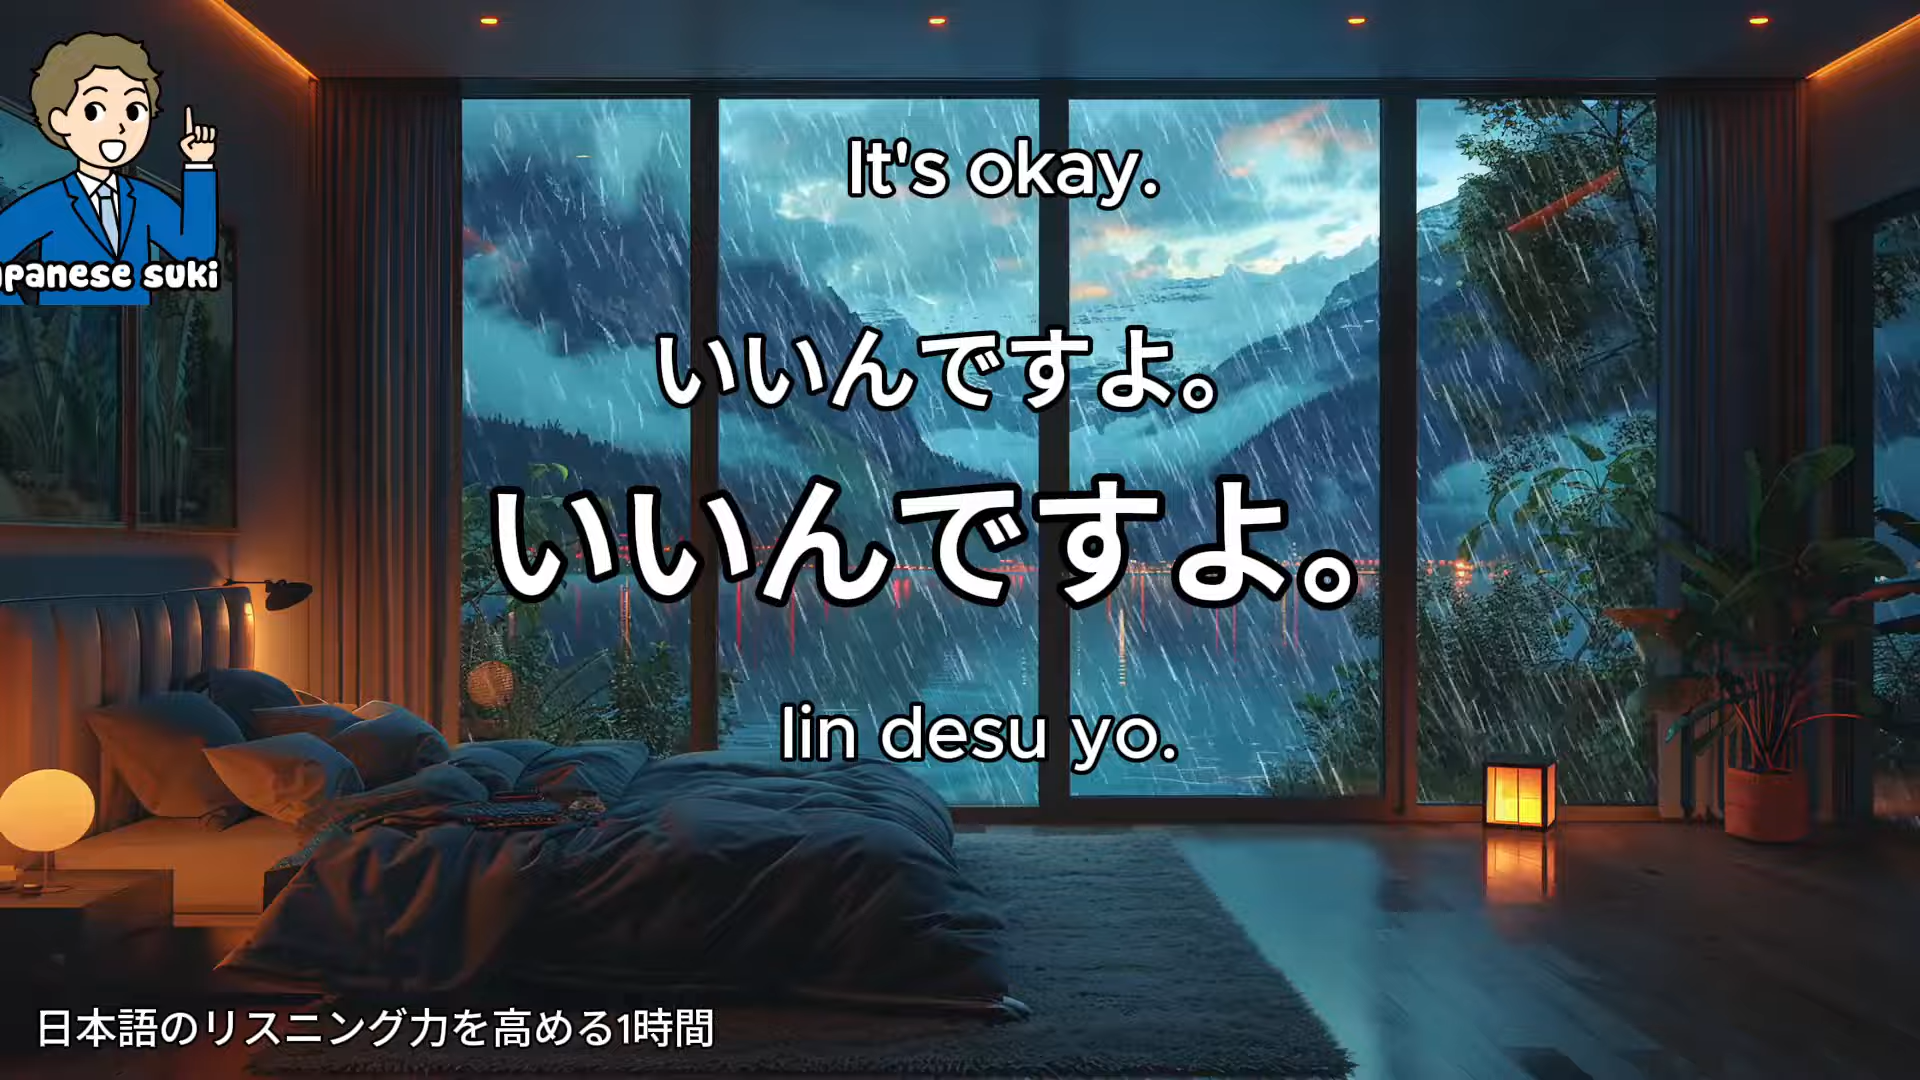 It's okay.
apanese suki
いいんですよ。
いいんですよ。
Iin desu yo.
日本語のリスニング力を高める1時間